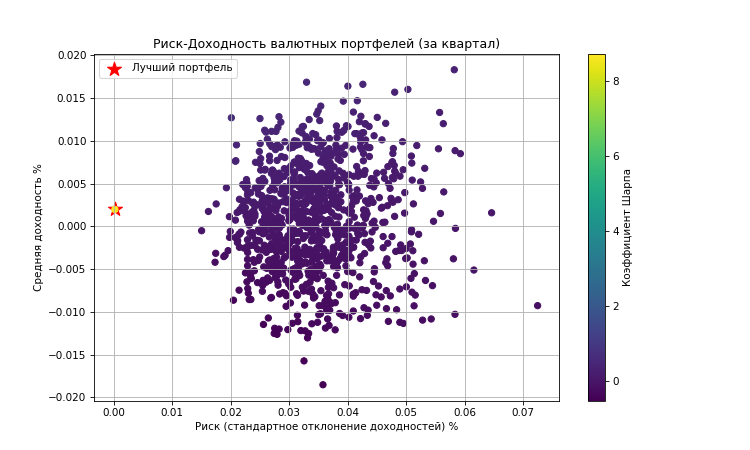 Риск-Доходность валютных портфелей (за квартал)
Лучший портфель
Средняя доходность %
0.020
0.015
0.010
0.005
0.000
−0.005
−0.010
−0.015
−0.020
0.00 0.01 0.02 0.03 0.04 0.05 0.06 0.07
Риск (стандартное отклонение доходностей) %
8
6
4
2
0
Коэффициент Шарпа